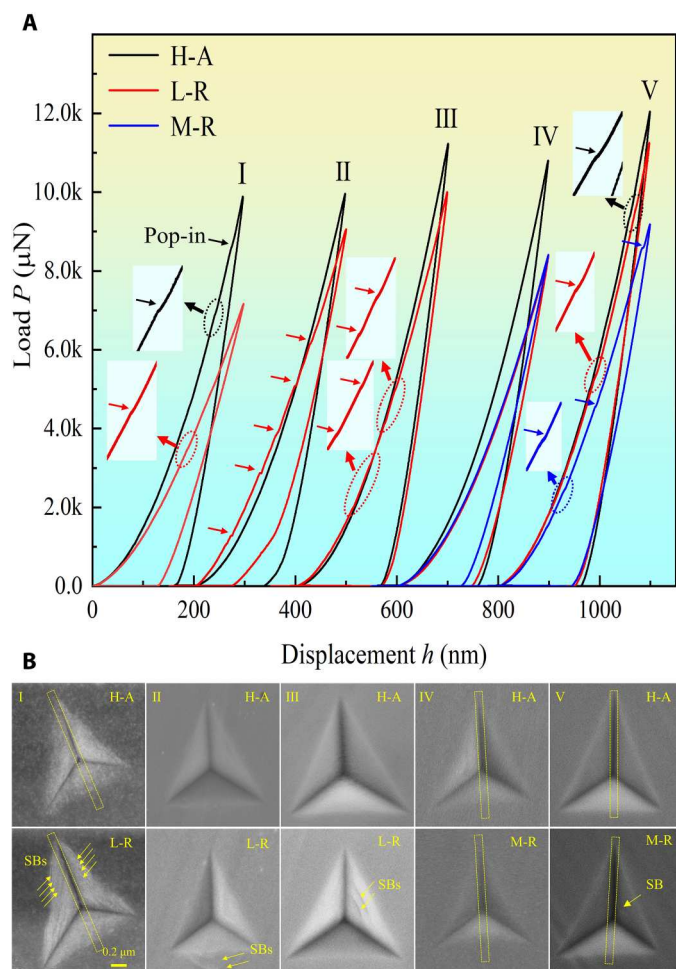 A
H-A
L-R
M-R
I
II
III
IV
V
Pop-in
Load P (μN)
12.0k
10.0k
8.0k
6.0k
4.0k
2.0k
0.0
0
200
400
600
800
1000
Displacement h (nm)
B
I
H-A
II
H-A
III
H-A
IV
H-A
V
H-A
L-R
SBs
0.2 μm
L-R
SBs
L-R
SBs
M-R
M-R
SB